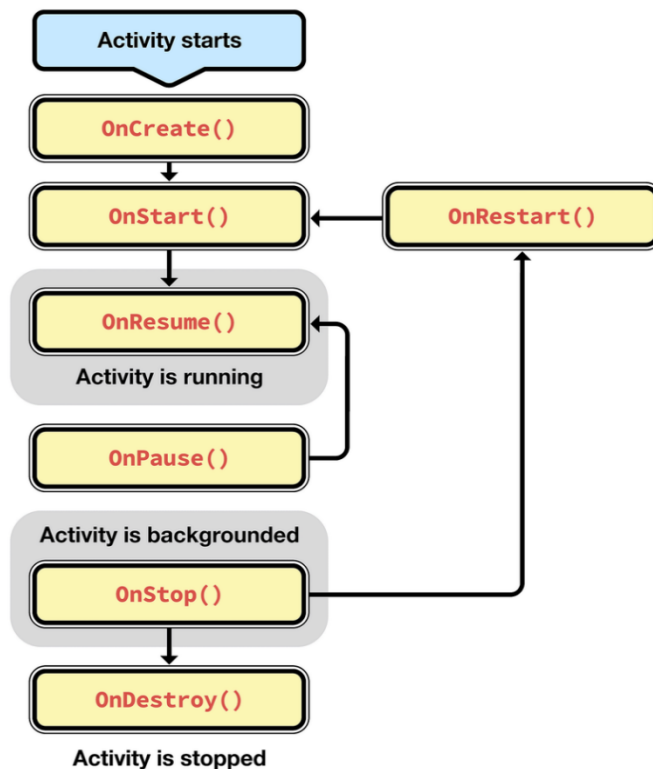 Activity starts
OnCreate()
OnStart()
OnRestart()
OnResume()
Activity is running
OnPause()
Activity is backgrounded
OnStop()
OnDestroy()
Activity is stopped